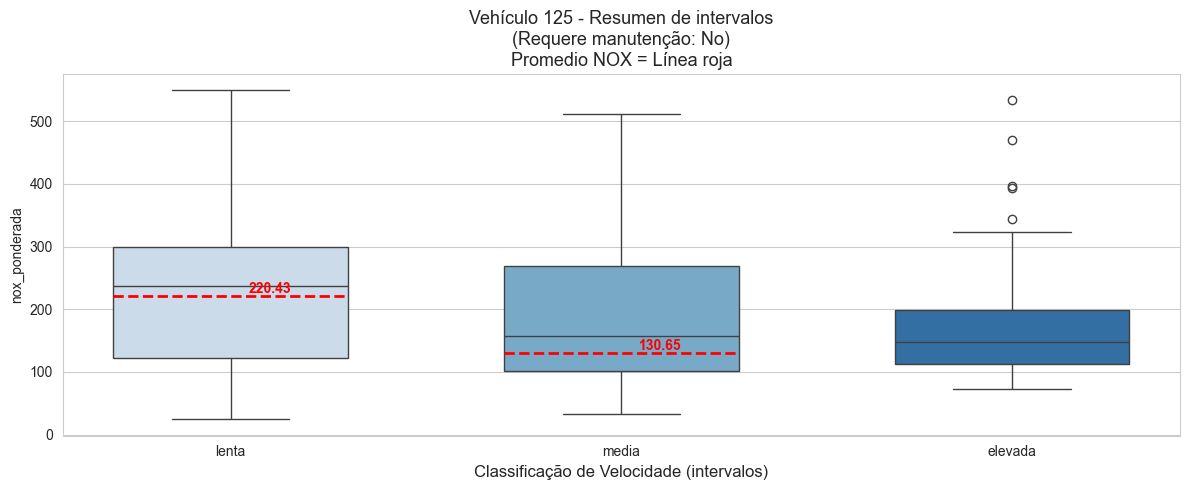 Vehículo 125 - Resumen de intervalos
(Requere manutenção: No)
Promedio NOX = Línea roja
nox_ponderada
500
400
300
200
100
0
220.43
130.65
lenta
media
elevada
Classificação de Velocidade (intervalos)